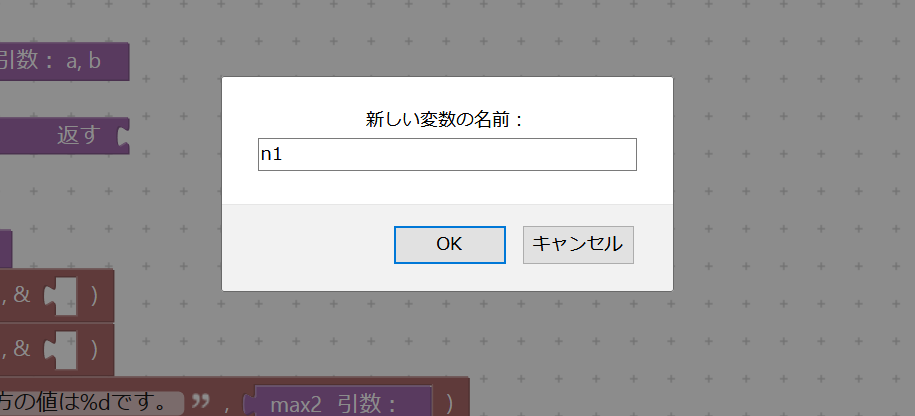 引数： a, b
新しい変数の名前：
n1
返す
OK キャンセル
, & )
, & )
方の値は%dです。 ” , max2 引数： )